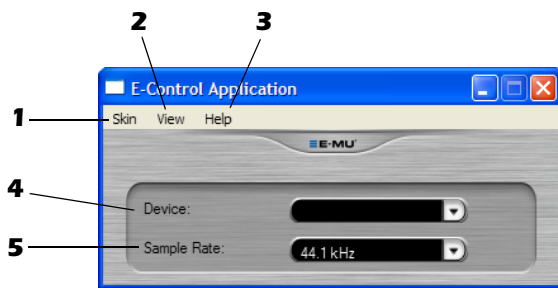 2 3
E-Control Application
1 Skin View Help
E-MU
4 Device:
5 Sample Rate: 44.1 kHz